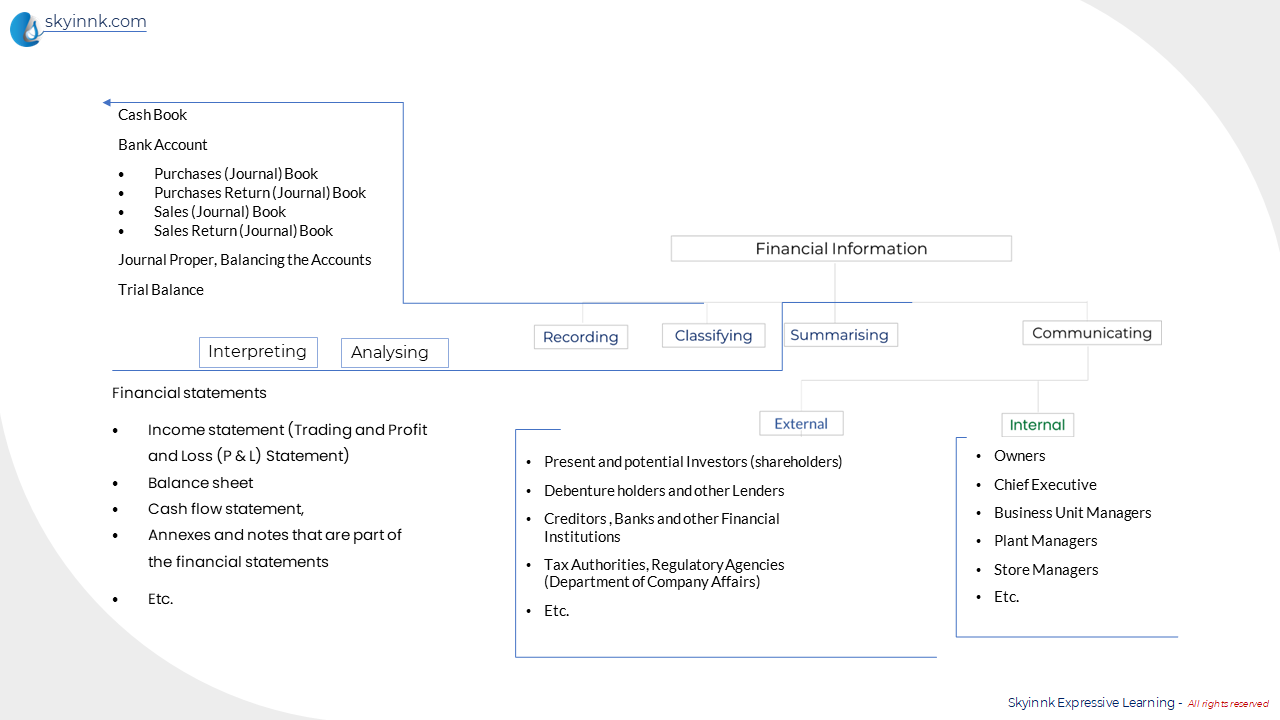 skyinnk.com
Cash Book
Bank Account
• Purchases (Journal) Book
• Purchases Return (Journal) Book
• Sales (Journal) Book
• Sales Return (Journal) Book
Journal Proper, Balancing the Accounts
Trial Balance
Financial Information
Recording
Classifying
Summarising
Communicating
Interpreting
Analysing
Financial statements
• Income statement (Trading and Profit
and Loss (P & L) Statement)
• Balance sheet
• Cash flow statement,
• Annexes and notes that are part of
the financial statements
• Etc.
External
• Present and potential Investors (shareholders)
• Debenture holders and other Lenders
• Creditors , Banks and other Financial
Institutions
• Tax Authorities, Regulatory Agencies
(Department of Company Affairs)
• Etc.
Internal
• Owners
• Chief Executive
• Business Unit Managers
• Plant Managers
• Store Managers
• Etc.
Skyinnk Expressive Learning - All rights reserved